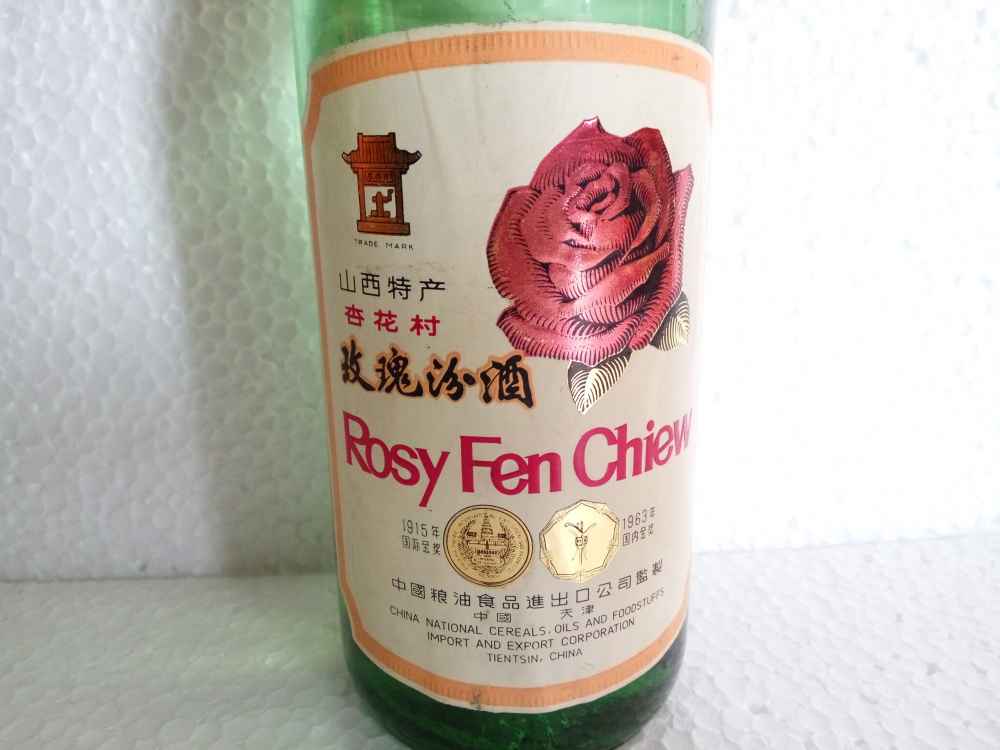 TRADE MARK
山西特产
杏花村
玫瑰汾酒
Rosy Fen Chiew
1915年
国际金奖
1963年
国内金奖
中國粮油食品進出口公司監製
中國 天津
CHINA NATIONAL CEREALS, OILS AND FOODSTUFFS
IMPORT AND EXPORT CORPORATION
TIENTSIN, CHINA